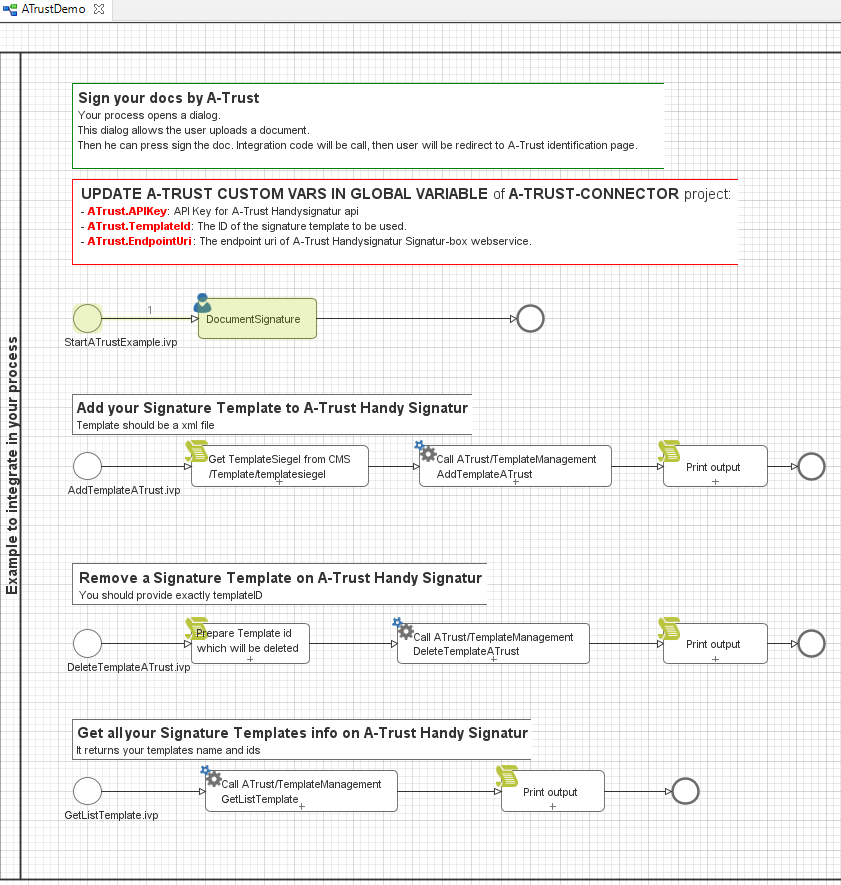 ATrustDemo
Example to integrate in your process
Sign your docs by A-Trust
Your process opens a dialog.
This dialog allows the user uploads a document.
Then he can press sign the doc. Integration code will be call, then user will be redirect to A-Trust identification page.
UPDATE A-TRUST CUSTOM VARS IN GLOBAL VARIABLE of A-TRUST-CONNECTOR project:
- ATrust.APIKey: API Key for A-Trust Handysignatur api
- ATrust.TemplateId: The ID of the signature template to be used.
- ATrust.EndpointUri: The endpoint uri of A-Trust Handysignatur Signatur-box webservice.
1
DocumentSignature
StartATrustExample.ivp
Add your Signature Template to A-Trust Handy Signatur
Template should be a xml file
Get TemplateSiegel from CMS
/Template/templatesiegel
Call ATrust/TemplateManagement
AddTemplateATrust
Print output
AddTemplateATrust.ivp
Remove a Signature Template on A-Trust Handy Signatur
You should provide exactly templateID
Prepare Template id
which will be deleted
Call ATrust/TemplateManagement
DeleteTemplateATrust
Print output
DeleteTemplateATrust.ivp
Get all your Signature Templates info on A-Trust Handy Signatur
It returns your templates name and ids
Call ATrust/TemplateManagement
GetListTemplate
Print output
GetListTemplate.ivp